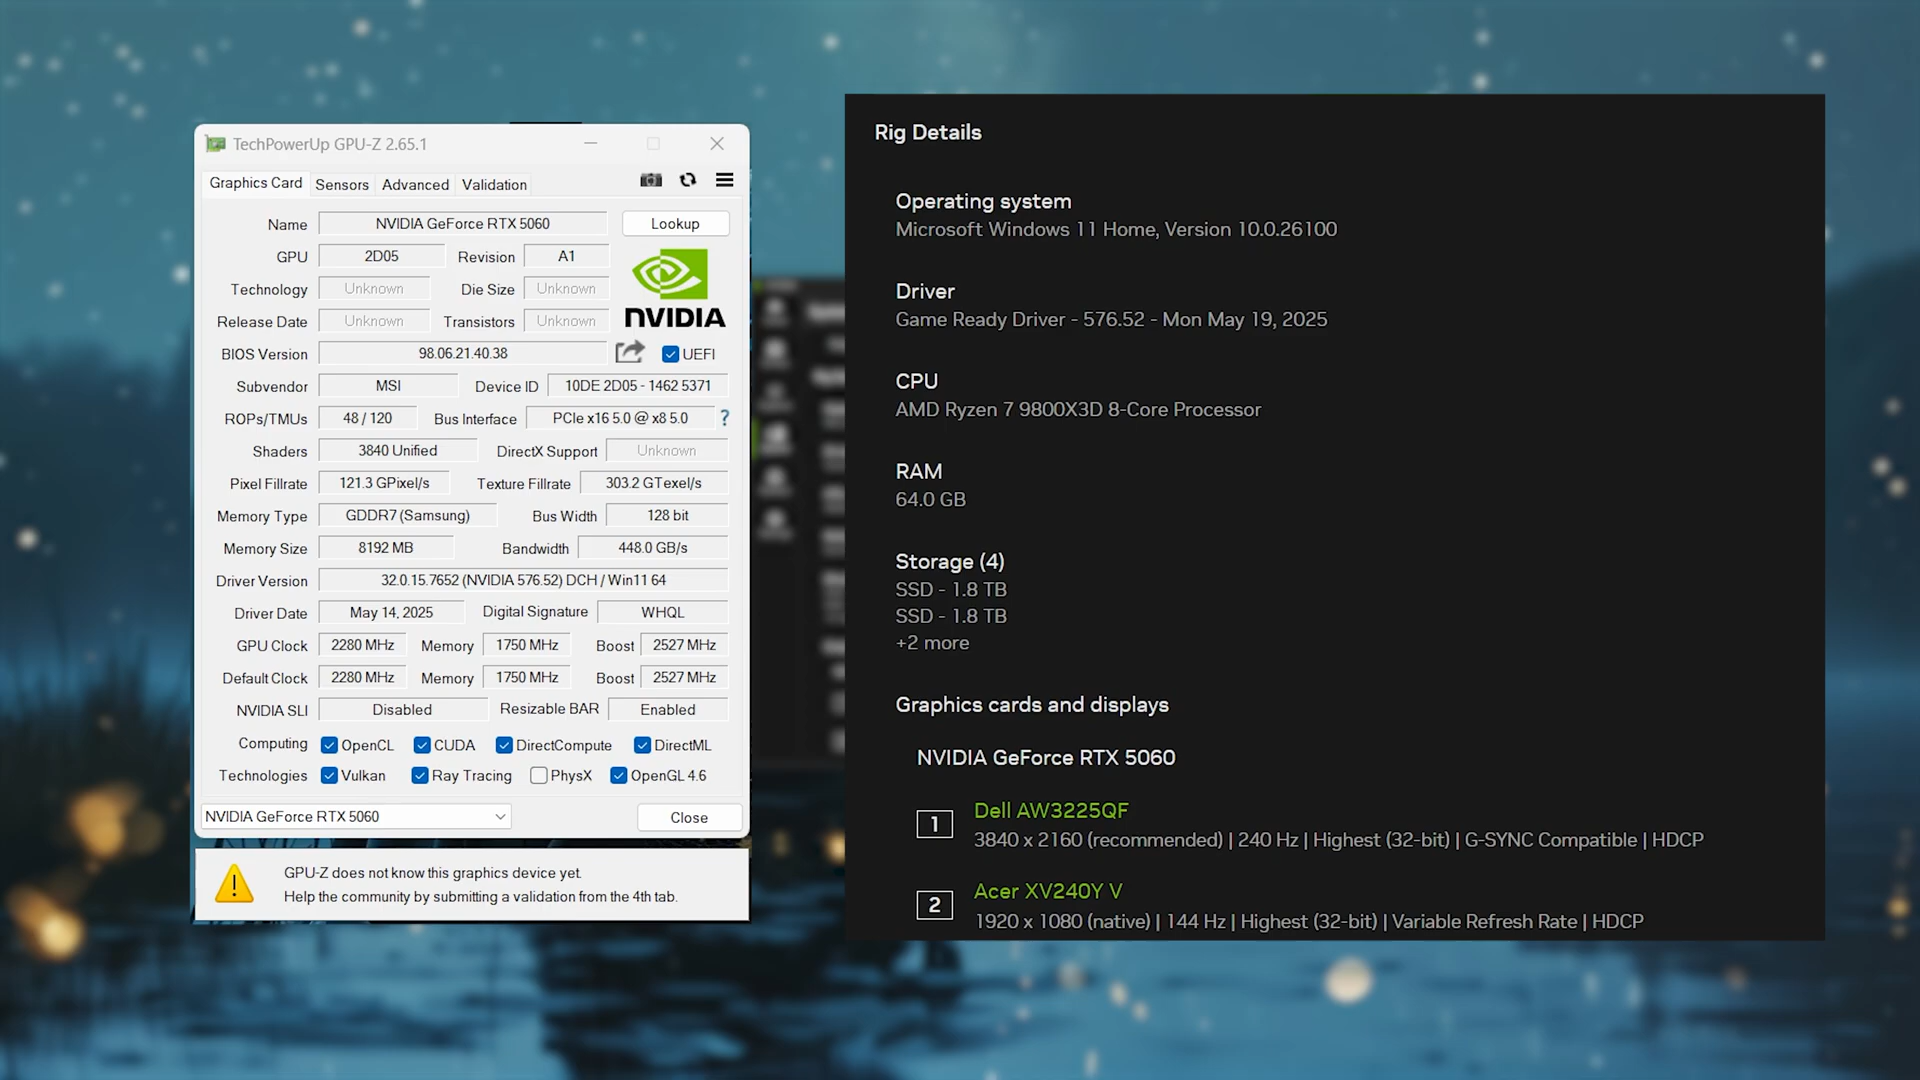 TechPowerUp GPU-Z 2.65.1
Graphics Card Sensors Advanced Validation
Name NVIDIA GeForce RTX 5060 Lookup
GPU 2D05 Revision A1
Technology Unknown Die Size Unknown
Release Date Unknown Transistors Unknown
NVIDIA
BIOS Version 98.06.21.40.38 UEFI
Subvendor MSI Device ID 10DE 2D05 - 1462 5371
ROPs/TMUs 48 / 120 Bus Interface PCIe x16 5.0 @ x8 5.0 ?
Shaders 3840 Unified DirectX Support Unknown
Pixel Fillrate 121.3 GPixel/s Texture Fillrate 303.2 GTexel/s
Memory Type GDDR7 (Samsung) Bus Width 128 bit
Memory Size 8192 MB Bandwidth 448.0 GB/s
Driver Version 32.0.15.7652 (NVIDIA 576.52) DCH / Win11 64
Driver Date May 14, 2025 Digital Signature WHQL
GPU Clock 2280 MHz Memory 1750 MHz Boost 2527 MHz
Default Clock 2280 MHz Memory 1750 MHz Boost 2527 MHz
NVIDIA SLI Disabled Resizable BAR Enabled
Computing OpenCL CUDA DirectCompute DirectML
Technologies Vulkan Ray Tracing PhysX OpenGL 4.6
NVIDIA GeForce RTX 5060 Close
GPU-Z does not know this graphics device yet.
Help the community by submitting a validation from the 4th tab.
Rig Details
Operating system
Microsoft Windows 11 Home, Version 10.0.26100
Driver
Game Ready Driver - 576.52 - Mon May 19, 2025
CPU
AMD Ryzen 7 9800X3D 8-Core Processor
RAM
64.0 GB
Storage (4)
SSD - 1.8 TB
SSD - 1.8 TB
+2 more
Graphics cards and displays
NVIDIA GeForce RTX 5060
1 Dell AW3225QF
3840 x 2160 (recommended) | 240 Hz | Highest (32-bit) | G-SYNC Compatible | HDCP
2 Acer XV240Y V
1920 x 1080 (native) | 144 Hz | Highest (32-bit) | Variable Refresh Rate | HDCP